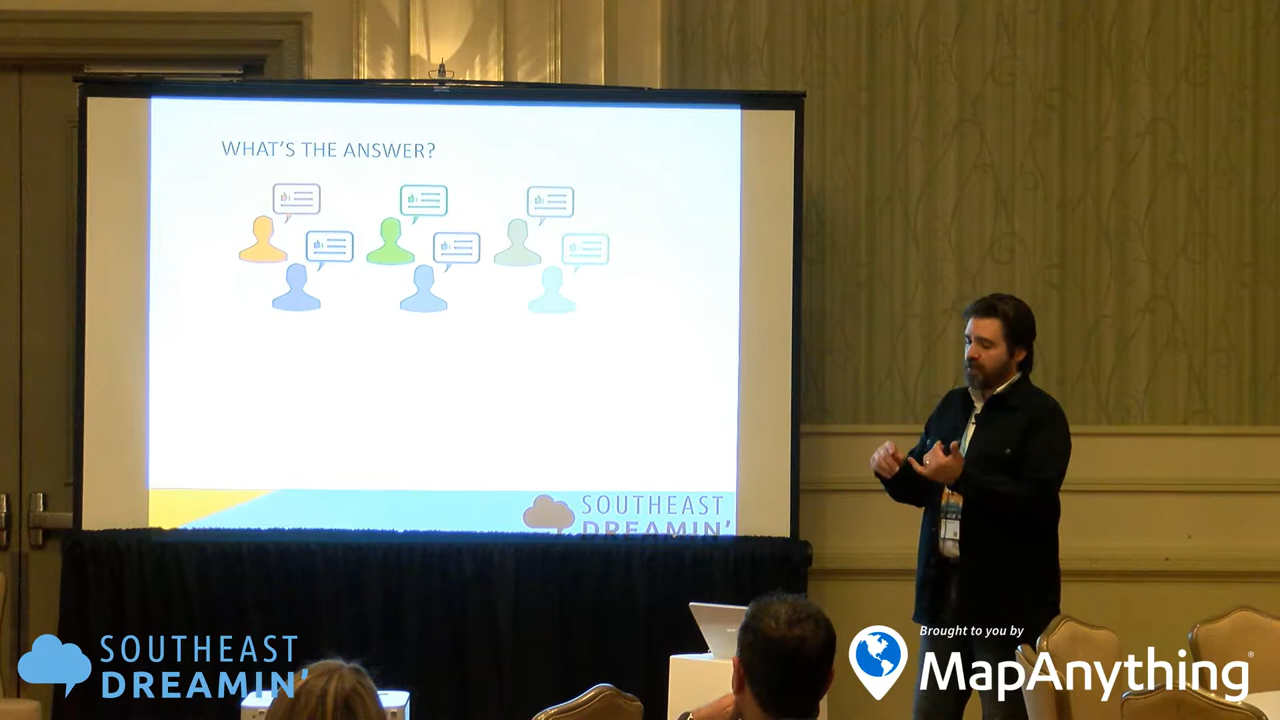 WHAT'S THE ANSWER?
SOUTHEAST
DREAMIN'
SOUTHEAST
DREAMIN'
Brought to you by
MapAnything®